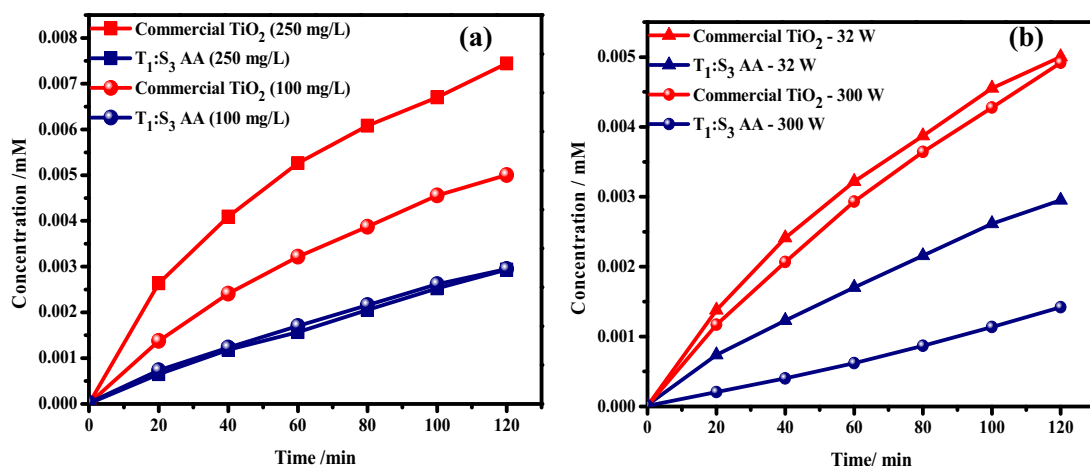 (a)
Commercial TiO₂ (250 mg/L)
T₁:S₃ AA (250 mg/L)
Commercial TiO₂ (100 mg/L)
T₁:S₃ AA (100 mg/L)
Concentration / mM
0.008
0.007
0.006
0.005
0.004
0.003
0.002
0.001
0.000
0 20 40 60 80 100 120
Time /min
(b)
Commercial TiO₂ - 32 W
T₁:S₃ AA - 32 W
Commercial TiO₂ - 300 W
T₁:S₃ AA - 300 W
Concentration / mM
0.005
0.004
0.003
0.002
0.001
0.000
0 20 40 60 80 100 120
Time/ min